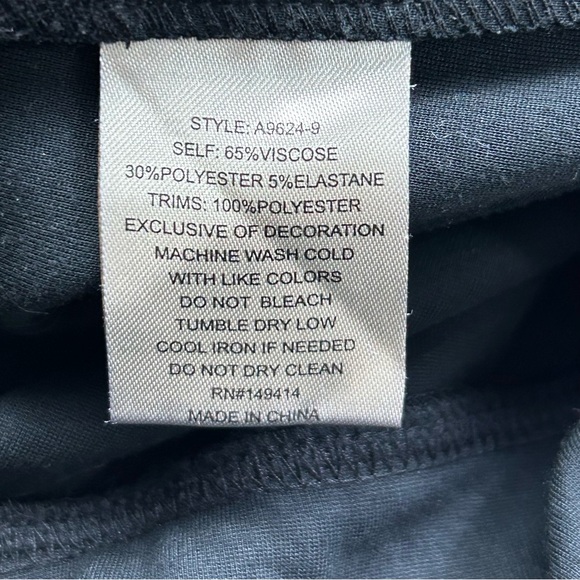 STYLE: A9624-9
SELF: 65%VISCOSE
30%POLYESTER 5%ELASTANE
TRIMS: 100%POLYESTER
EXCLUSIVE OF DECORATION
MACHINE WASH COLD
WITH LIKE COLORS
DO NOT BLEACH
TUMBLE DRY LOW
COOL IRON IF NEEDED
DO NOT DRY CLEAN
RN#149414
MADE IN CHINA